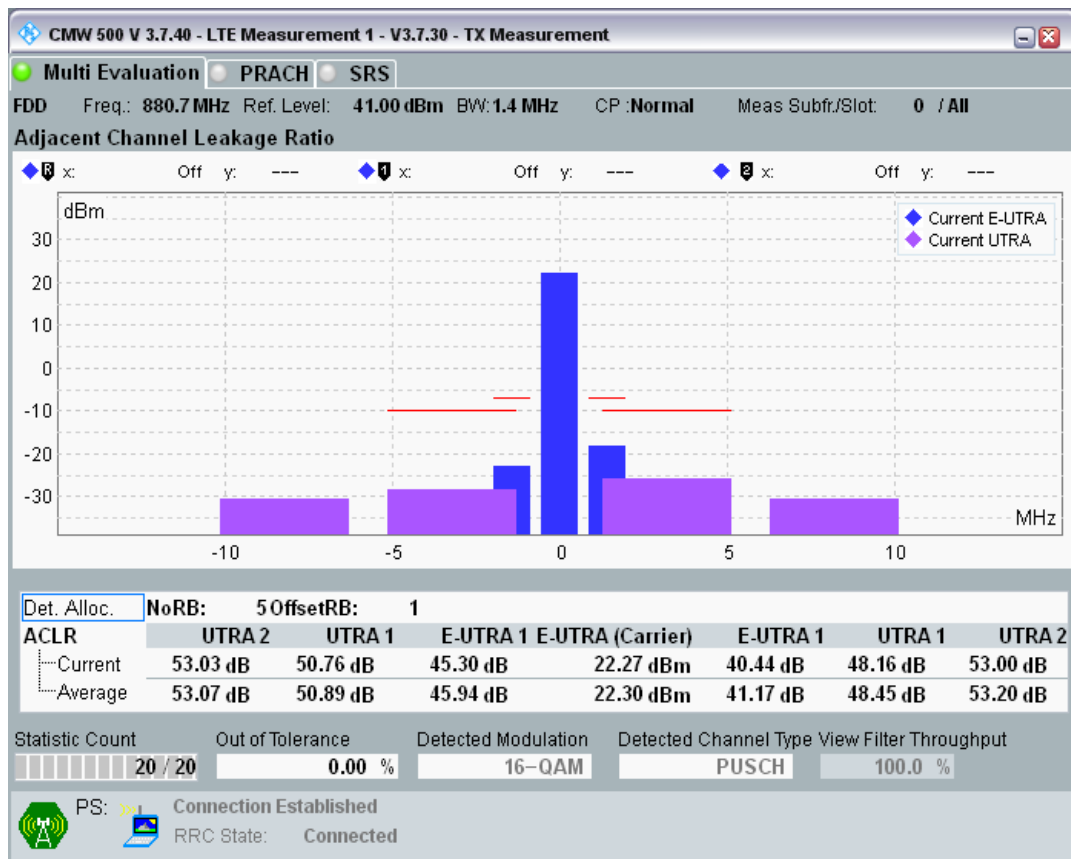 CMW 500 V 3.7.40 - LTE Measurement 1 - V3.7.30 - TX Measurement
Multi Evaluation PRACH SRS
FDD Freq.: 880.7 MHz Ref. Level: 41.00 dBm BW: 1.4 MHz CP :Normal Meas Subfr./Slot: 0 / All
Adjacent Channel Leakage Ratio
R x: Off y: --- 1 x: Off y: --- 2 x: Off y: ---
dBm
Current E-UTRA
Current UTRA
30
20
10
0
-10
-20
-30
MHz
-10 -5 0 5 10
Det. Alloc. NoRB: 5 OffsetRB: 1
ACLR UTRA 2 UTRA 1 E-UTRA 1 E-UTRA (Carrier) E-UTRA 1 UTRA 1 UTRA 2
Current 53.03 dB 50.76 dB 45.30 dB 22.27 dBm 40.44 dB 48.16 dB 53.00 dB
Average 53.07 dB 50.89 dB 45.94 dB 22.30 dBm 41.17 dB 48.45 dB 53.20 dB
Statistic Count Out of Tolerance Detected Modulation Detected Channel Type View Filter Throughput
20 / 20 0.00 % 16-QAM PUSCH 100.0 %
PS: Connection Established
RRC State: Connected